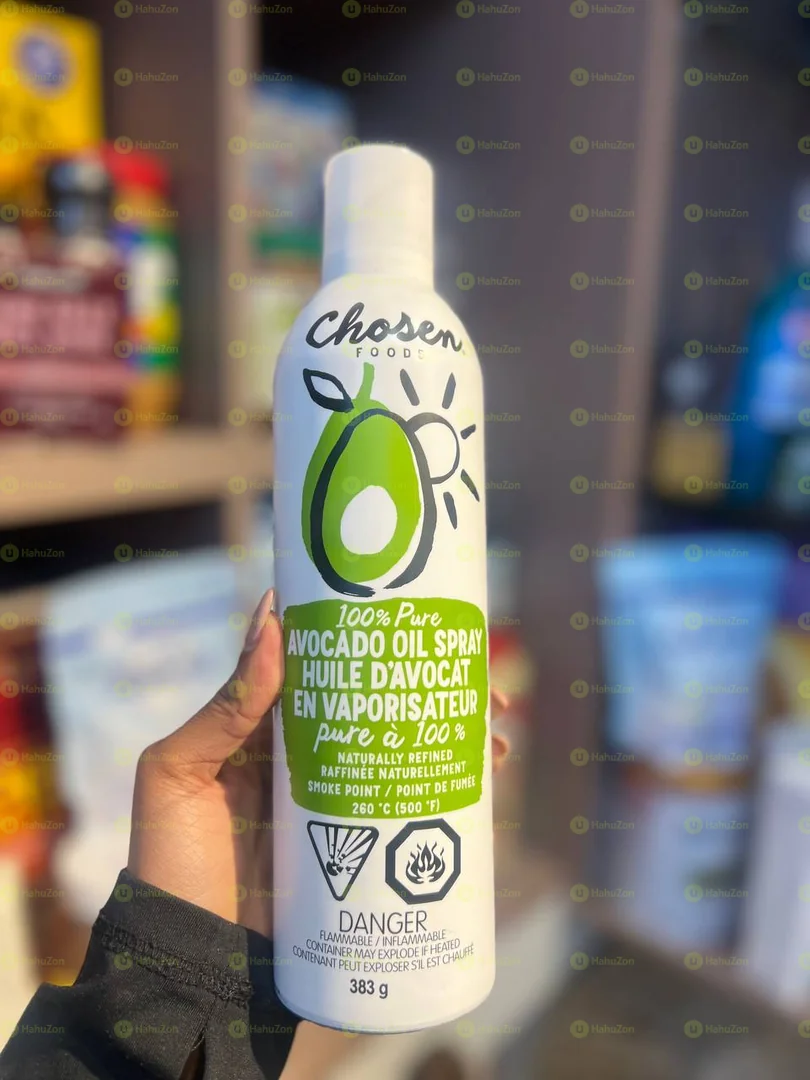 Chosen
FOODS
100% Pure
AVOCADO OIL SPRAY
HUILE D'AVOCAT
EN VAPORISATEUR
pure à 100 %
NATURALLY REFINED
RAFFINÉE NATURELLEMENT
SMOKE POINT / POINT DE FUMÉE
260 °C (500 °F)
DANGER
FLAMMABLE / INFLAMMABLE
CONTAINER MAY EXPLODE IF HEATED
CONTENANT PEUT EXPLOSER S'IL EST CHAUFFÉ
383 g
HahuZon